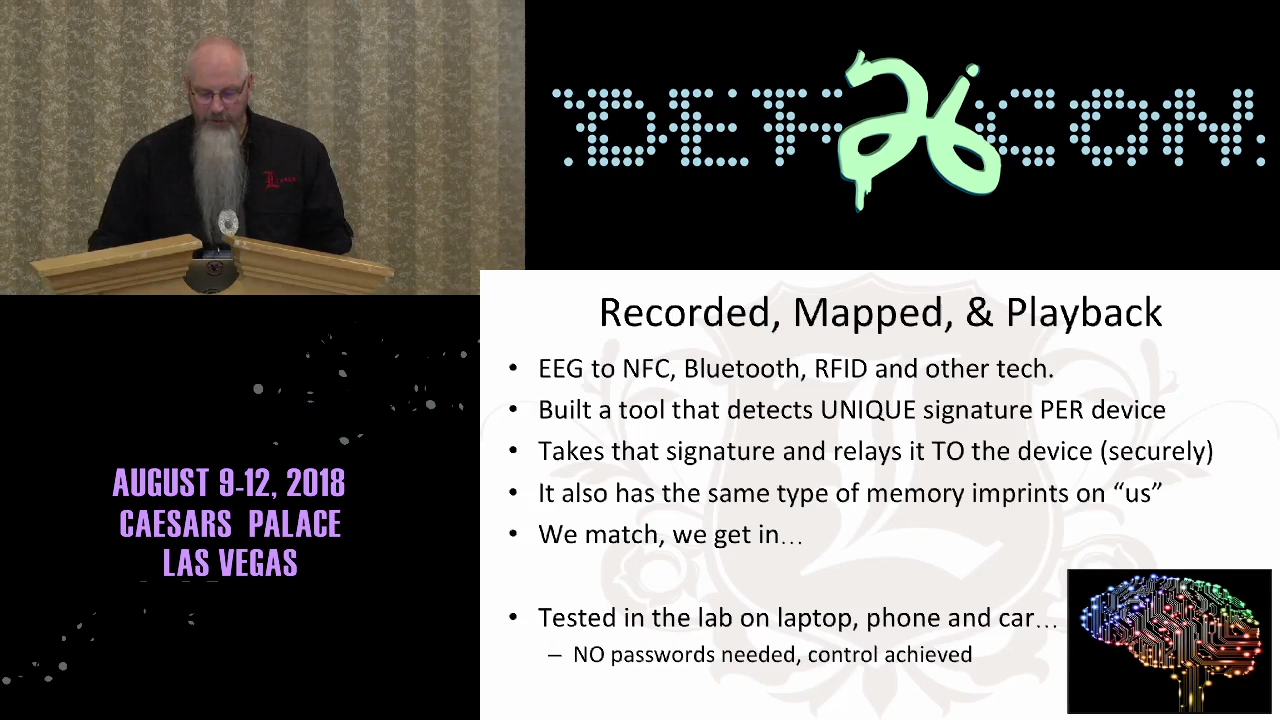 DEF CON
26
Recorded, Mapped, & Playback
• EEG to NFC, Bluetooth, RFID and other tech.
• Built a tool that detects UNIQUE signature PER device
• Takes that signature and relays it TO the device (securely)
• It also has the same type of memory imprints on “us”
• We match, we get in…
• Tested in the lab on laptop, phone and car…
– NO passwords needed, control achieved
AUGUST 9-12, 2018
CAESARS PALACE
LAS VEGAS